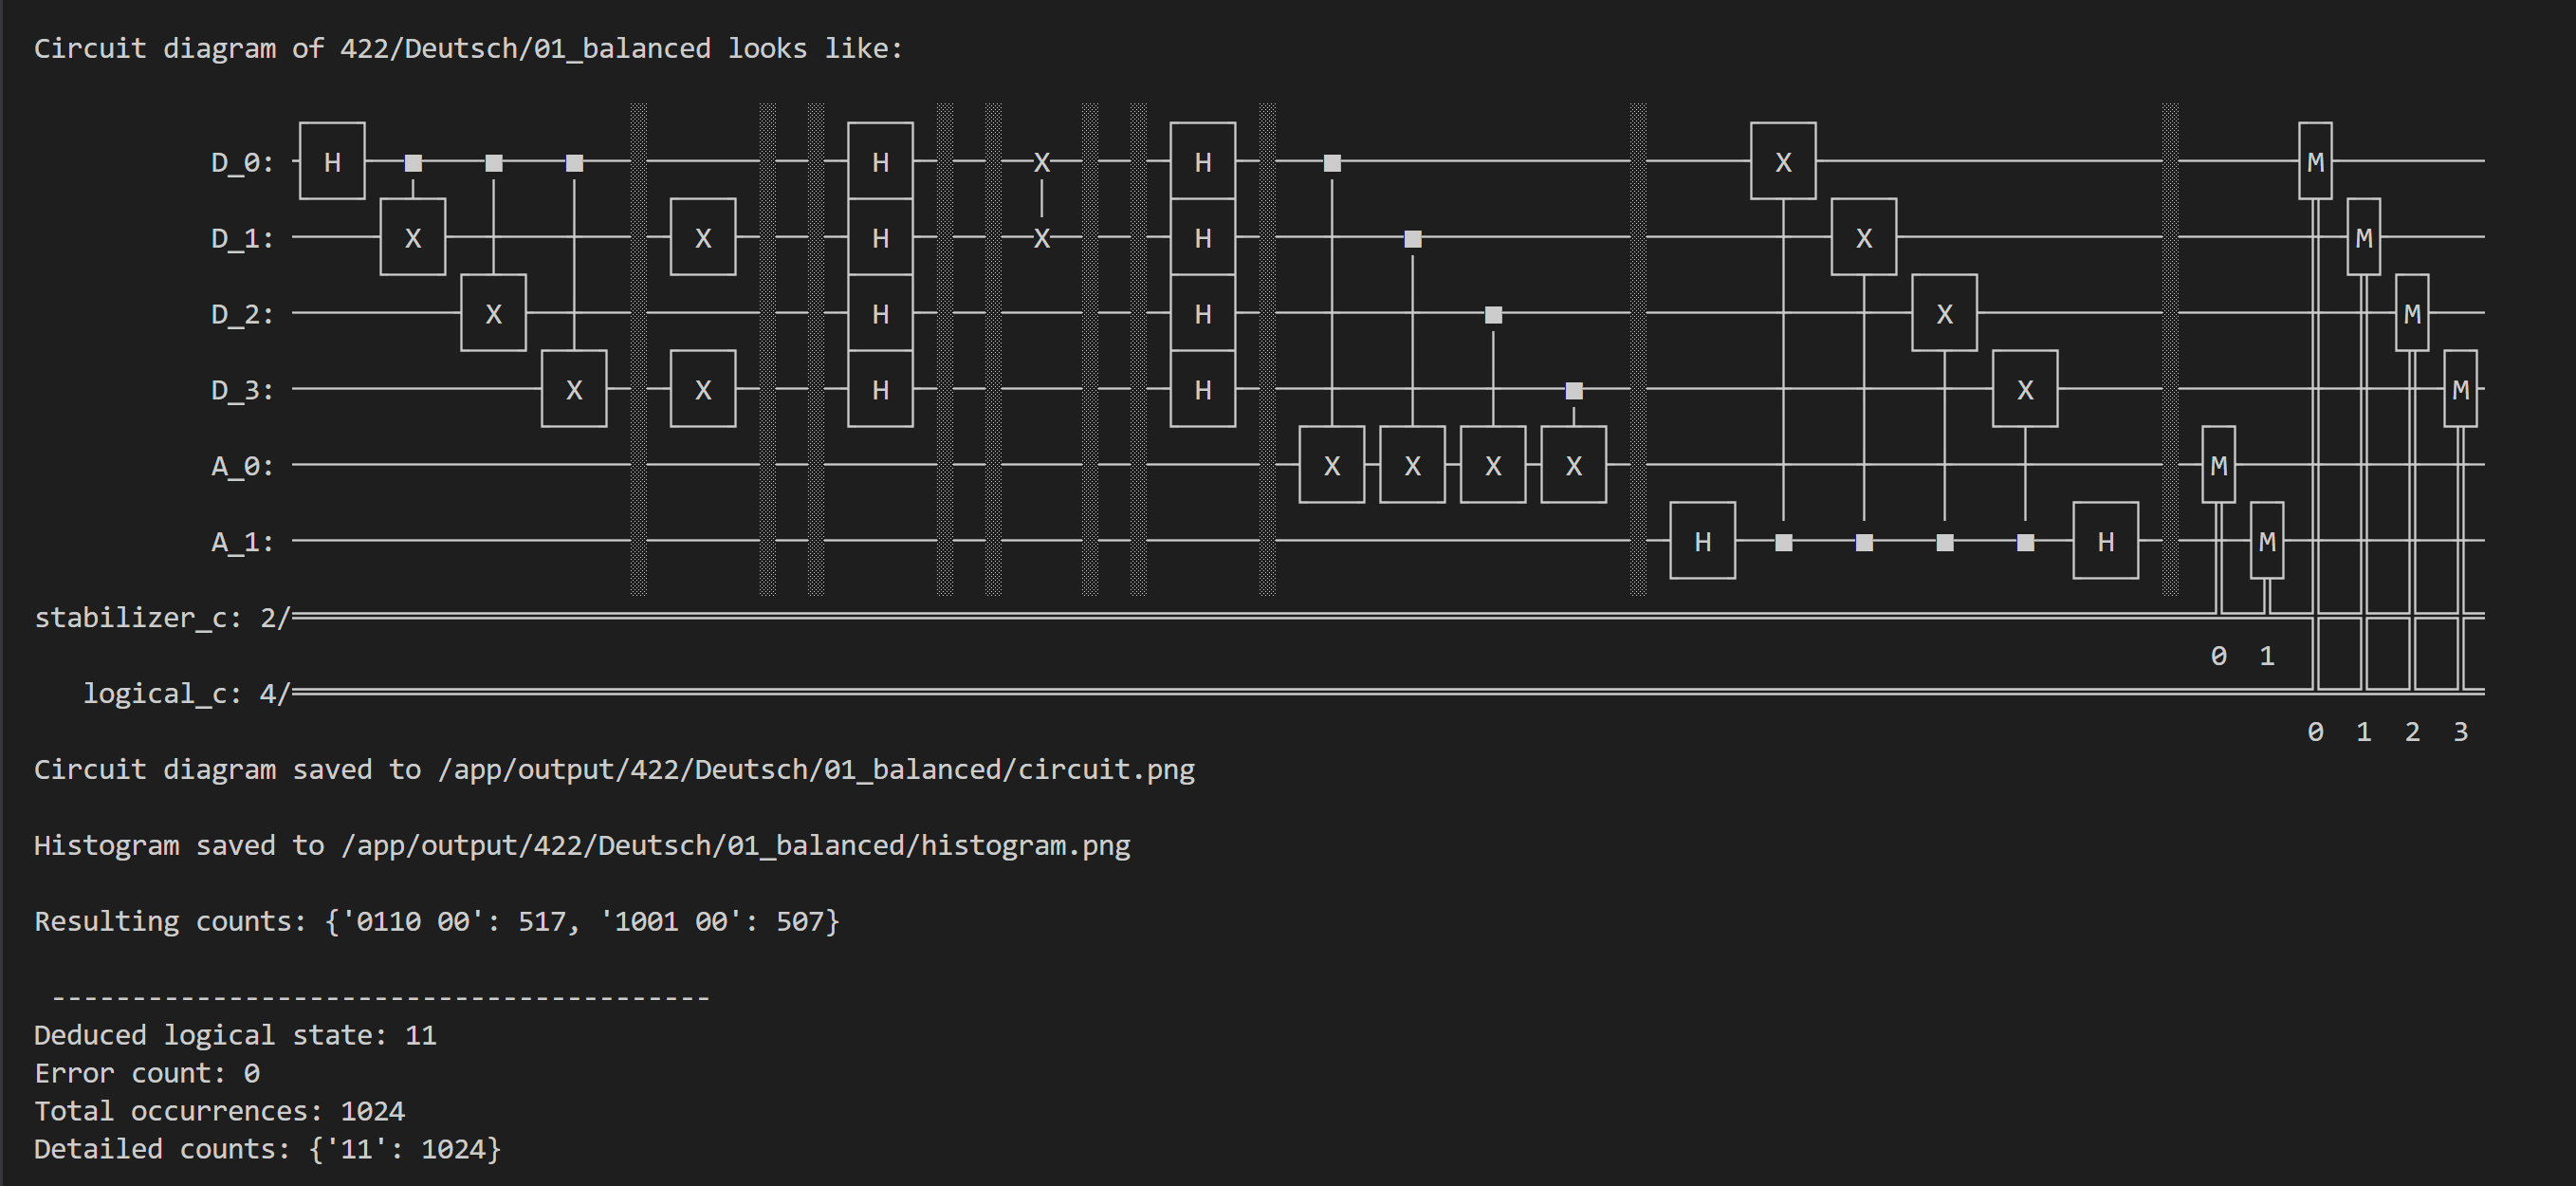 Circuit diagram of 422/Deutsch/01_balanced looks like:
D_0: H X H M
D_1: X X H X H X M
D_2: X H H X M
D_3: X X H H X M
A_0: X X X X M
A_1: H H M
stabilizer_c: 2/
0 1
logical_c: 4/
0 1 2 3
Circuit diagram saved to /app/output/422/Deutsch/01_balanced/circuit.png
Histogram saved to /app/output/422/Deutsch/01_balanced/histogram.png
Resulting counts: {'0110 00': 517, '1001 00': 507}
-----------------------------------------
Deduced logical state: 11
Error count: 0
Total occurrences: 1024
Detailed counts: {'11': 1024}